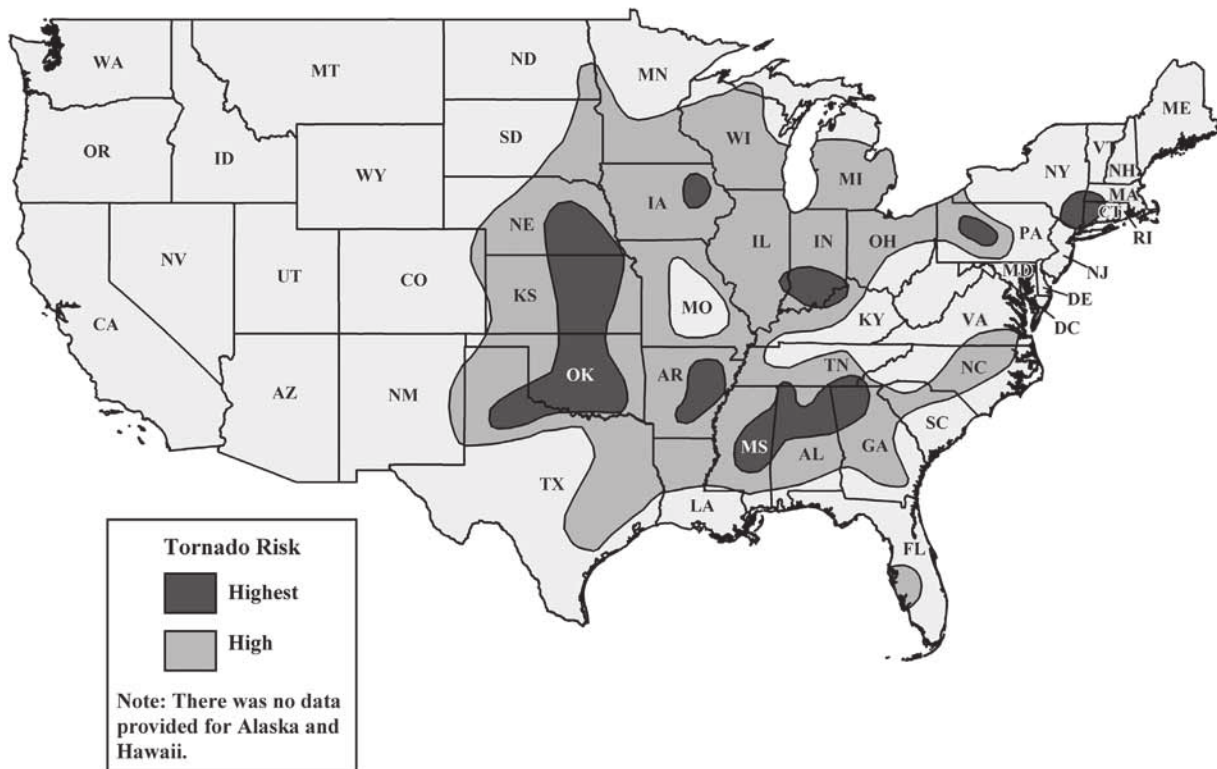 WA
MT
ND
MN
ME
OR
ID
SD
WI
VT
NH
NY
WY
MI
MA
CT
RI
IA
NE
PA
NV
UT
CO
IL
IN
OH
NJ
MD
DE
DC
KS
MO
KY
VA
CA
AZ
NM
OK
AR
TN
NC
SC
MS
AL
GA
TX
LA
FL
Tornado Risk
Highest
High
Note: There was no data
provided for Alaska and
Hawaii.